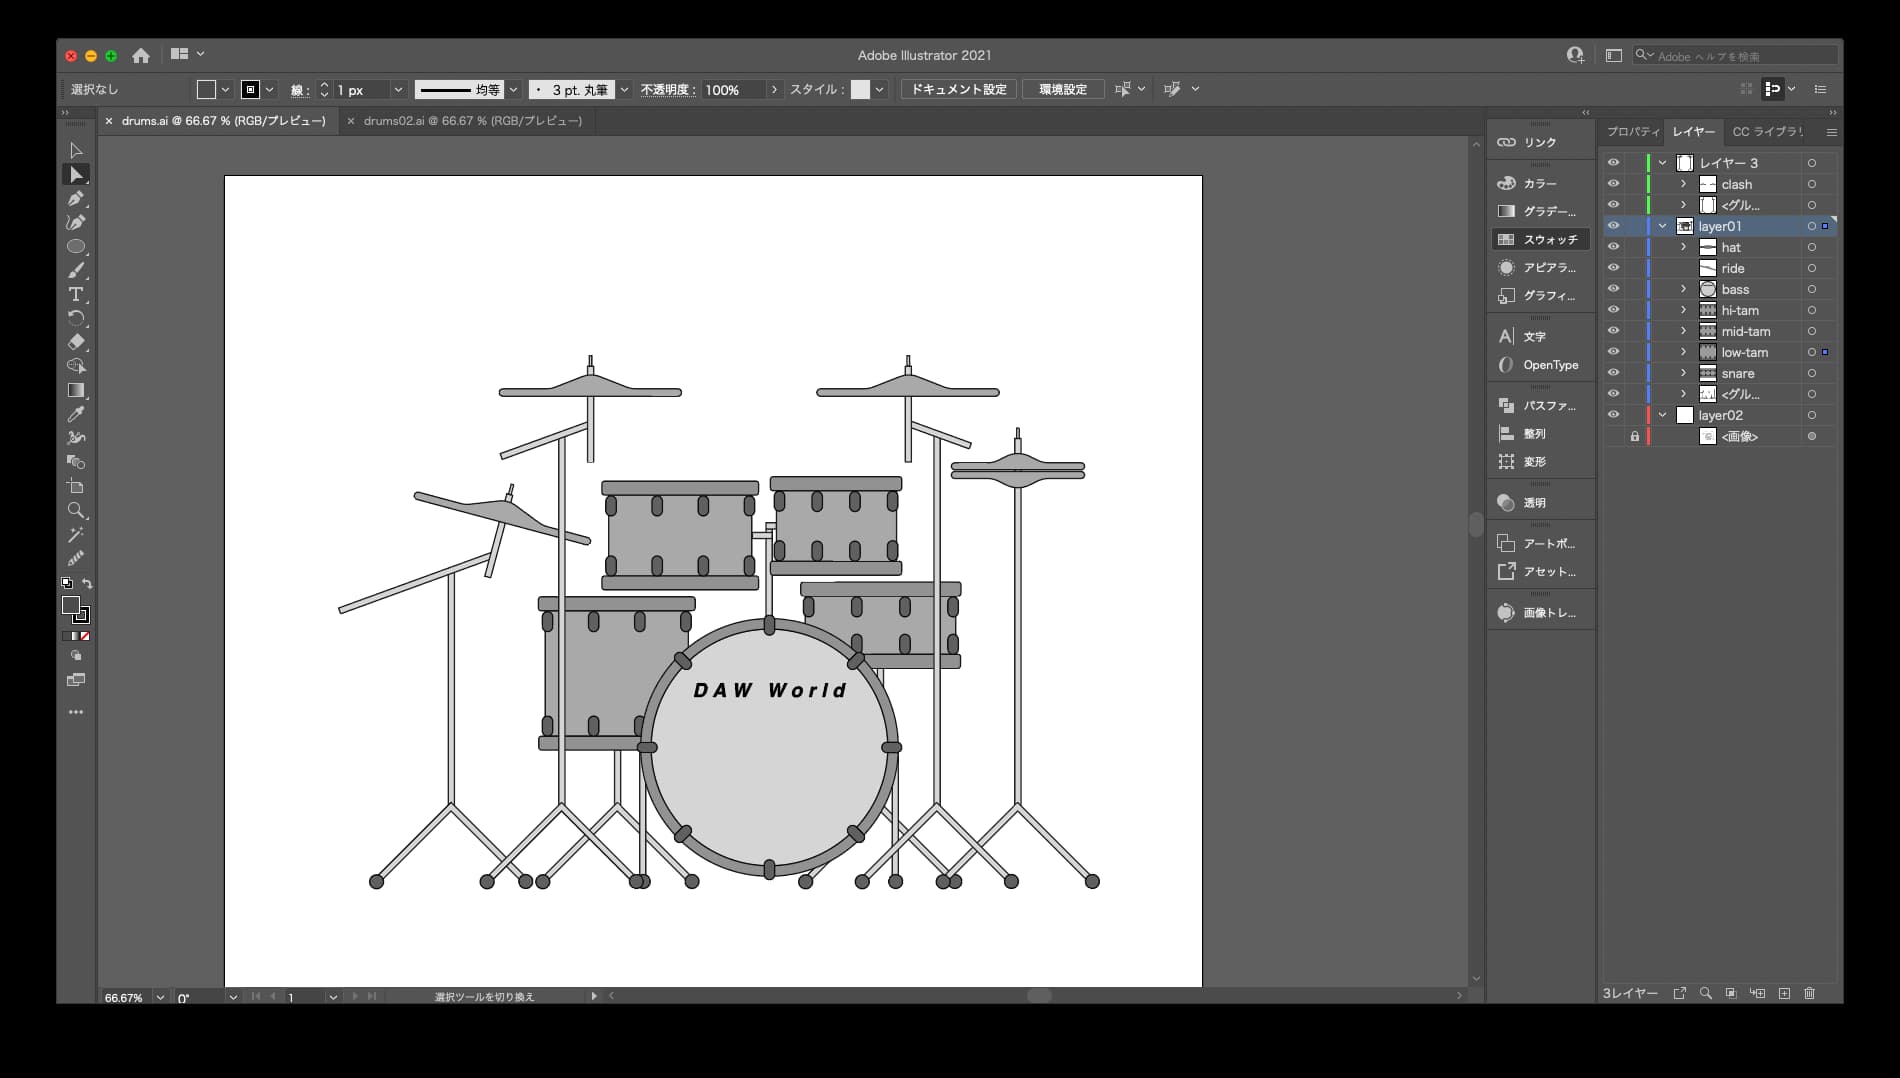 Adobe Illustrator 2021
Adobe ヘルプを検索
選択なし
線 :
1 px
均等
3 pt. 丸筆
不透明度 :
100%
スタイル :
ドキュメント設定
環境設定
drums.ai @ 66.67 % (RGB/プレビュー)
drums02.ai @ 66.67 % (RGB/プレビュー)
リンク
カラー
グラデー...
スウォッチ
アピアラ...
グラフィ...
文字
OpenType
パスファ...
整列
変形
透明
アートボ...
アセット...
画像トレ...
プロパティ
レイヤー
CC ライブラリ
レイヤー 3
clash
<グル...
layer01
hat
ride
bass
hi-tam
mid-tam
low-tam
snare
<グル...
layer02
<画像>
DAW World
66.67%
0°
1
選択ツールを切り換え
3レイヤー